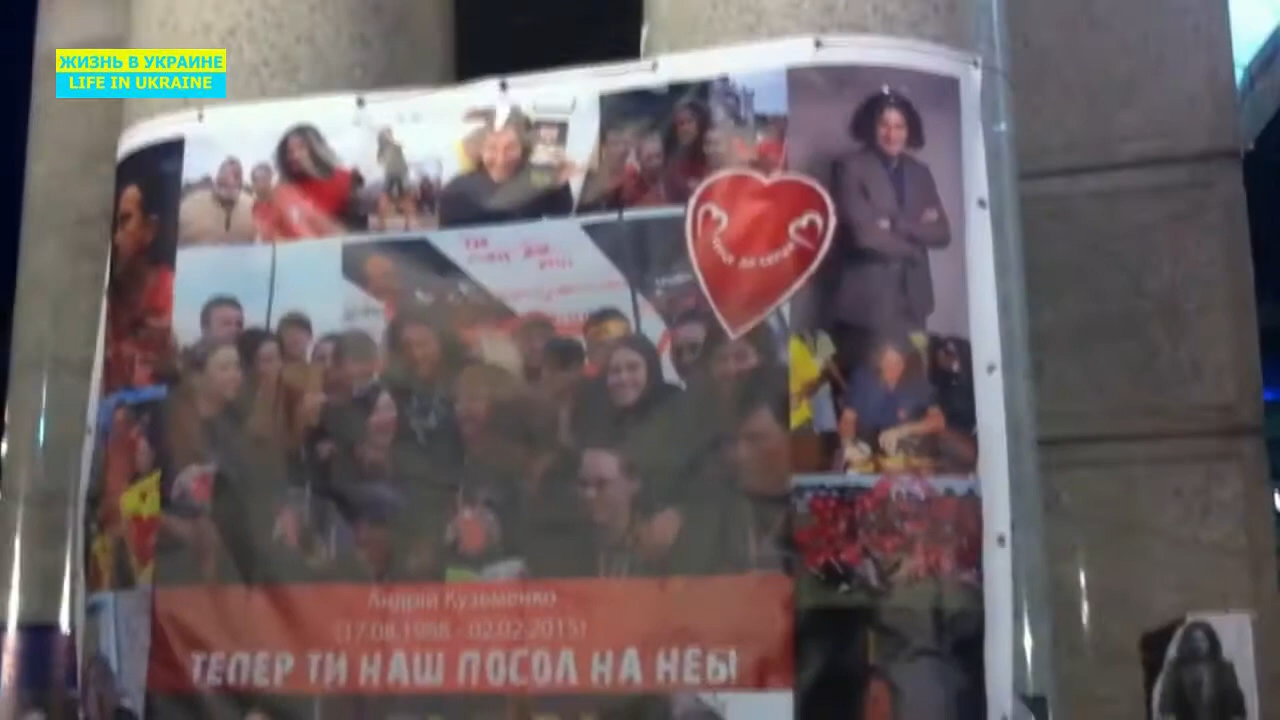 ЖИЗНЬ В УКРАИНЕ
LIFE IN UKRAINE
Андрій Кузьменко
(17.08.1968 - 02.02.2015)
ТЕПЕР ТИ НАШ ПОСОЛ НА НЕБІ